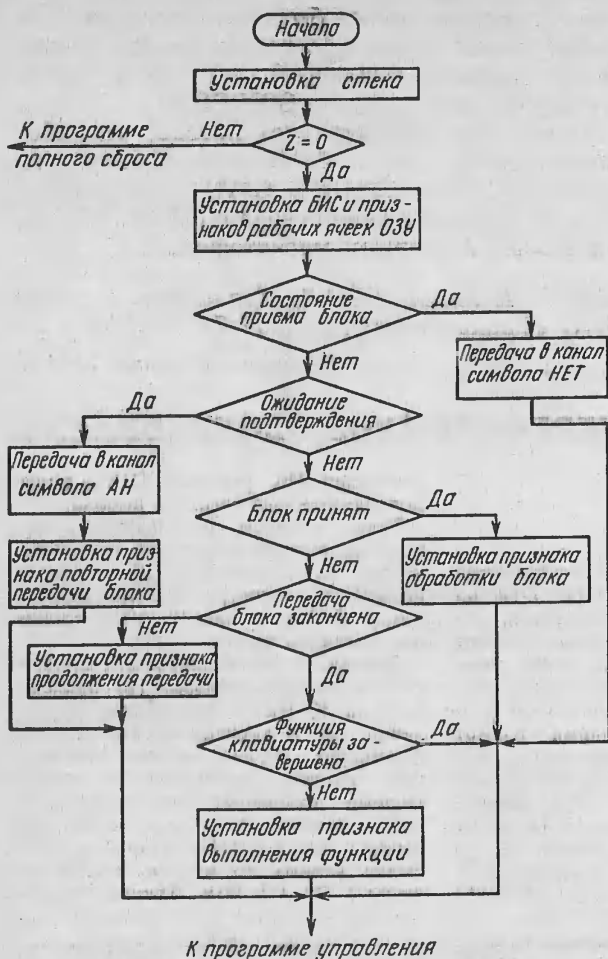 Начало
Установка стека
К программе
полного сброса
Нет
Z = 0
Да
Установка БИС и приз-
наков рабочих ячеек ОЗУ
Состояние
приема блока
Да
Нет
Передача в канал
символа НЕТ
Да
Ожидание
подтверждения
Нет
Передача в канал
символа АН
Блок принят
Да
Нет
Установка приз-
нака повторной
передачи блока
Установка признака
обработки блока
Передача
блока закончена
Нет
Да
Установка признака
продолжения передачи
Функция
клавиатуры за-
вершена
Да
Нет
Установка признака
выполнения функции
К программе управления